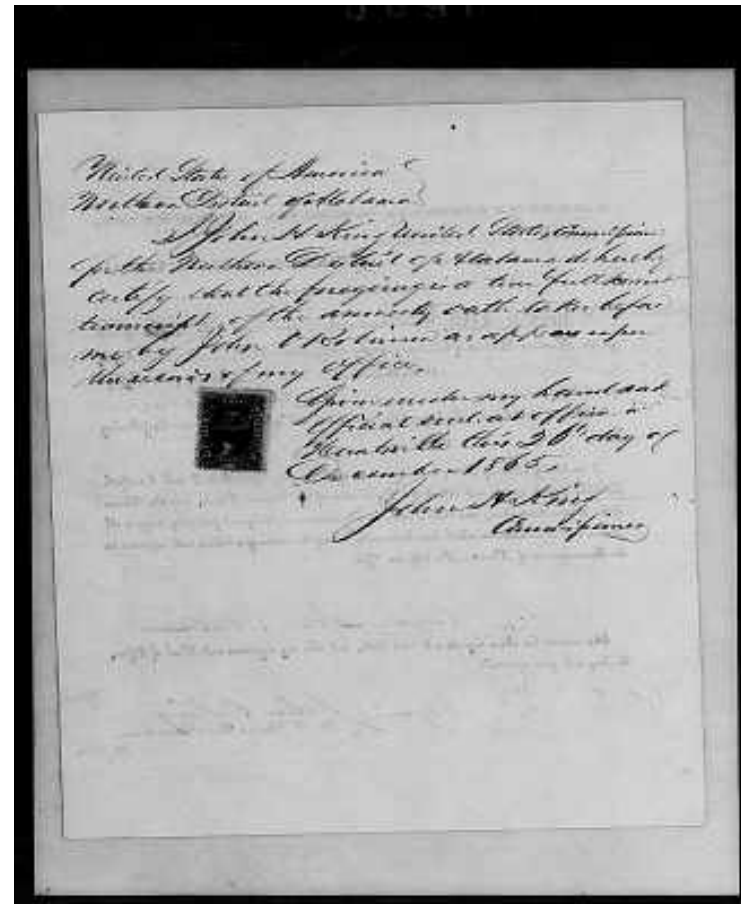 United States of America
Northern District of Alabama
I John H King United States Commissioner
for the Northern District of Alabama do hereby
certify that the foregoing is a true full &
transcript of the amnesty oath taken before
me by John Robinson as appears upon
the records of my office.
Given under my hand and
official seal at office in
Huntsville this 26th day of
December 1865,
John H King
Commissioner